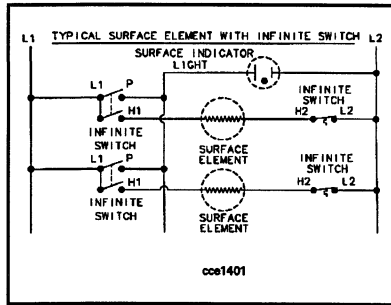 L1 TYPICAL SURFACE ELEMENT WITH INFINITE SWITCH L2
SURFACE INDICATOR
LIGHT
L1 P
INFINITE
SWITCH
H1
H2 L2
INFINITE
SWITCH
SURFACE
ELEMENT
L1 P
INFINITE
SWITCH
H1
H2 L2
INFINITE
SWITCH
SURFACE
ELEMENT
cce1401